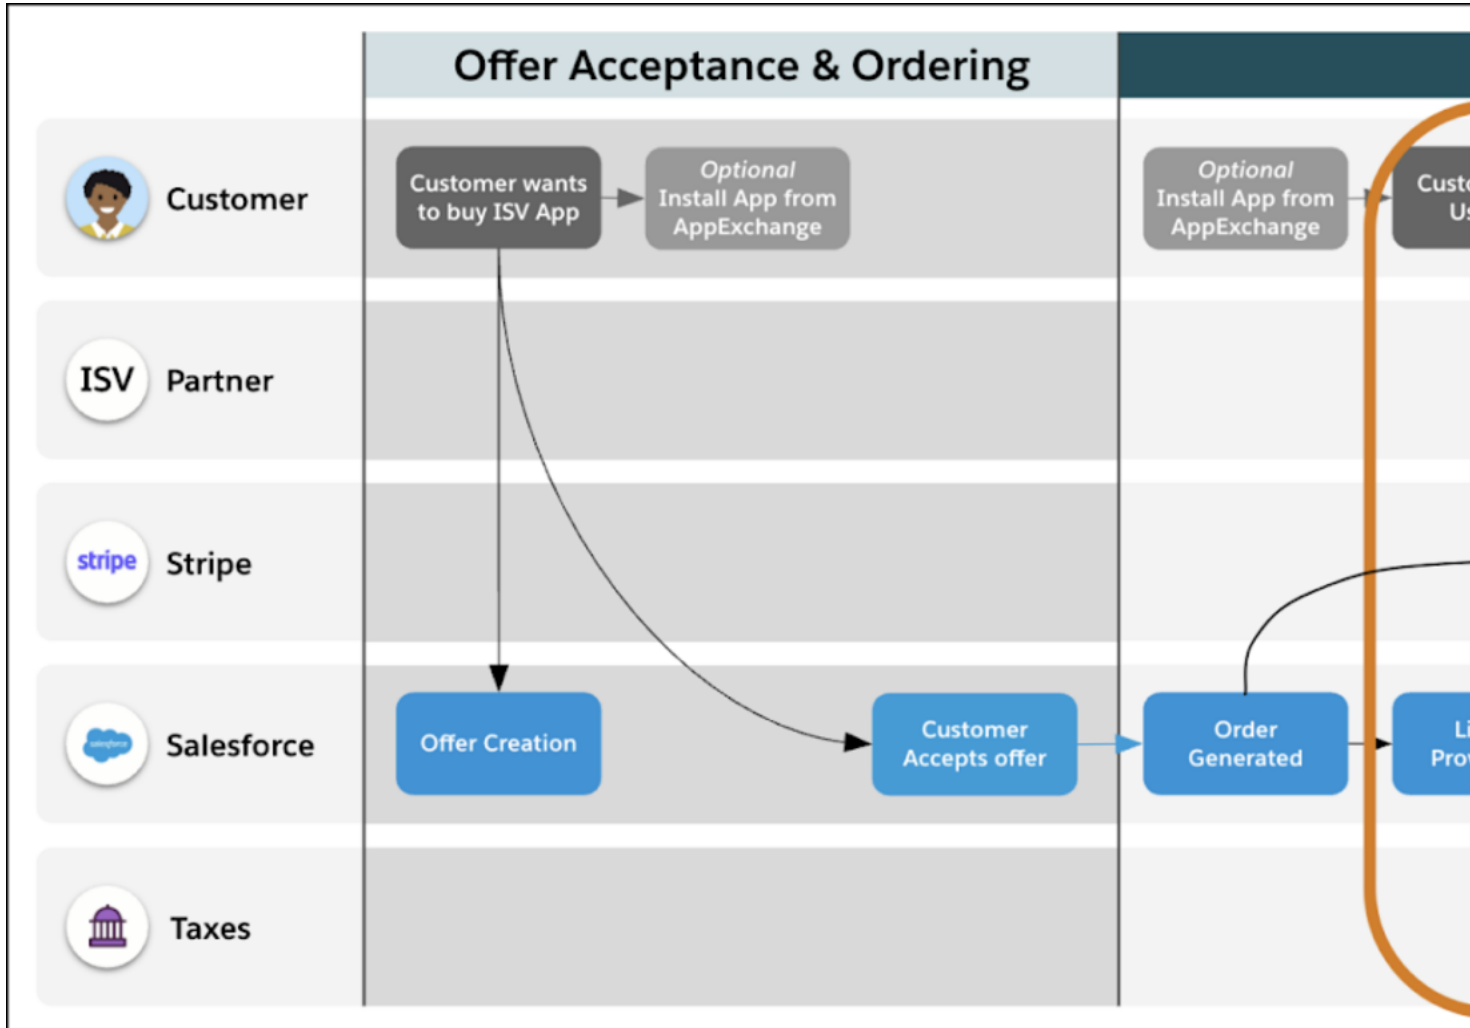 Offer Acceptance & Ordering
Customer
Customer wants
to buy ISV App
Optional
Install App from
AppExchange
Optional
Install App from
AppExchange
ISV
Partner
stripe
Stripe
salesforce
Salesforce
Offer Creation
Customer
Accepts offer
Order
Generated
Taxes